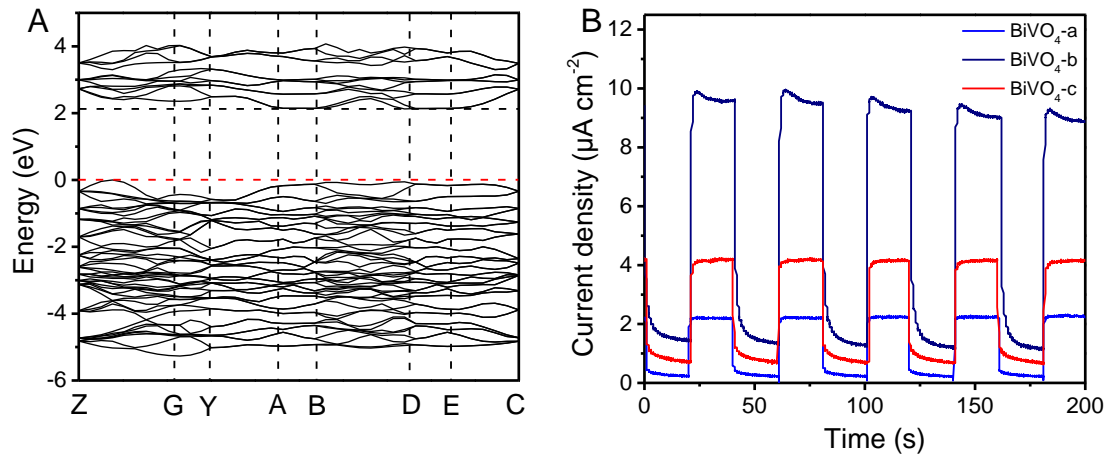 A
Energy (eV)
4
2
0
-2
-4
-6
Z G Y A B D E C
B
Current density (µA cm⁻²)
12
10
8
6
4
2
0
BiVO₄-a
BiVO₄-b
BiVO₄-c
0 50 100 150 200
Time (s)